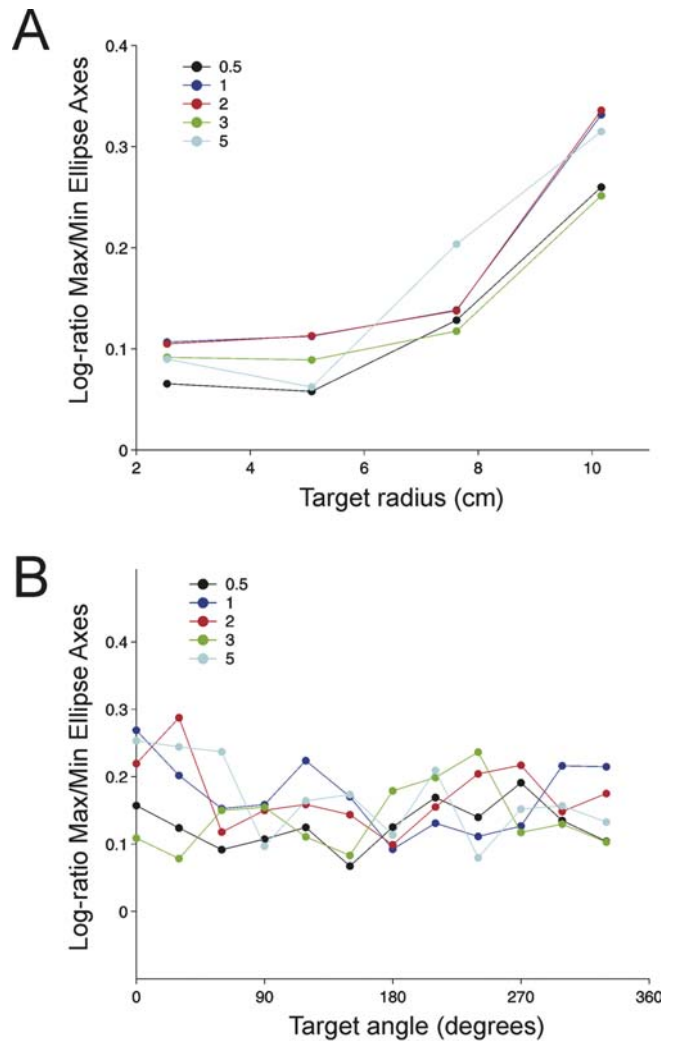 A
0.4
0.3
0.2
0.1
0
Log-ratio Max/Min Ellipse Axes
0.5
1
2
3
5
2 4 6 8 10
Target radius (cm)
B
0.4
0.3
0.2
0.1
0
Log-ratio Max/Min Ellipse Axes
0.5
1
2
3
5
0 90 180 270 360
Target angle (degrees)